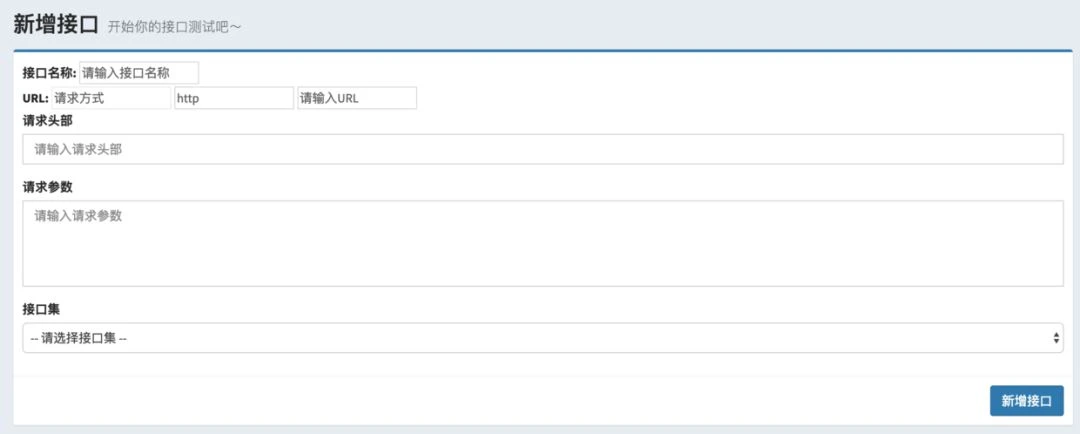 新增接口 开始你的接口测试吧～
接口名称: 请输入接口名称
URL: 请求方式 http 请输入URL
请求头部
请输入请求头部
请求参数
请输入请求参数
接口集
-- 请选择接口集 --
新增接口